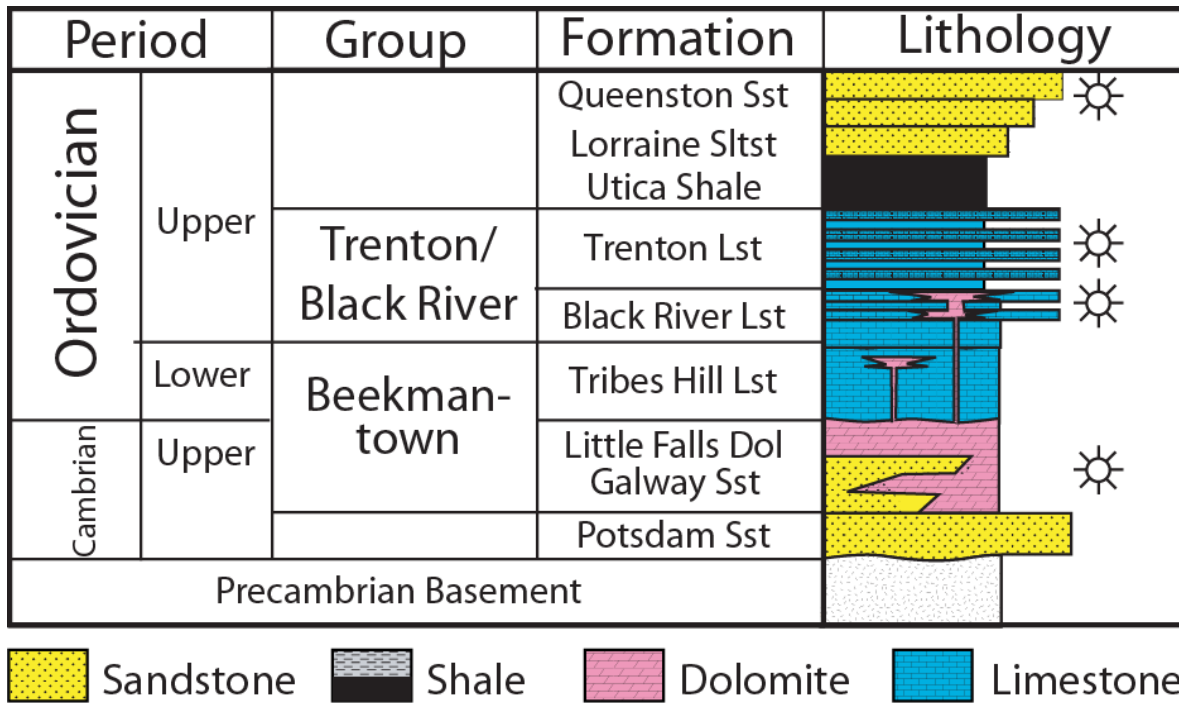 Period Group Formation Lithology
Ordovician
Upper
Queenston Sst
Lorraine Sltst
Utica Shale
Trenton/
Black River
Trenton Lst
Black River Lst
Lower
Beekman-
town
Tribes Hill Lst
Cambrian
Upper
Little Falls Dol
Galway Sst
Potsdam Sst
Precambrian Basement
Sandstone Shale Dolomite Limestone